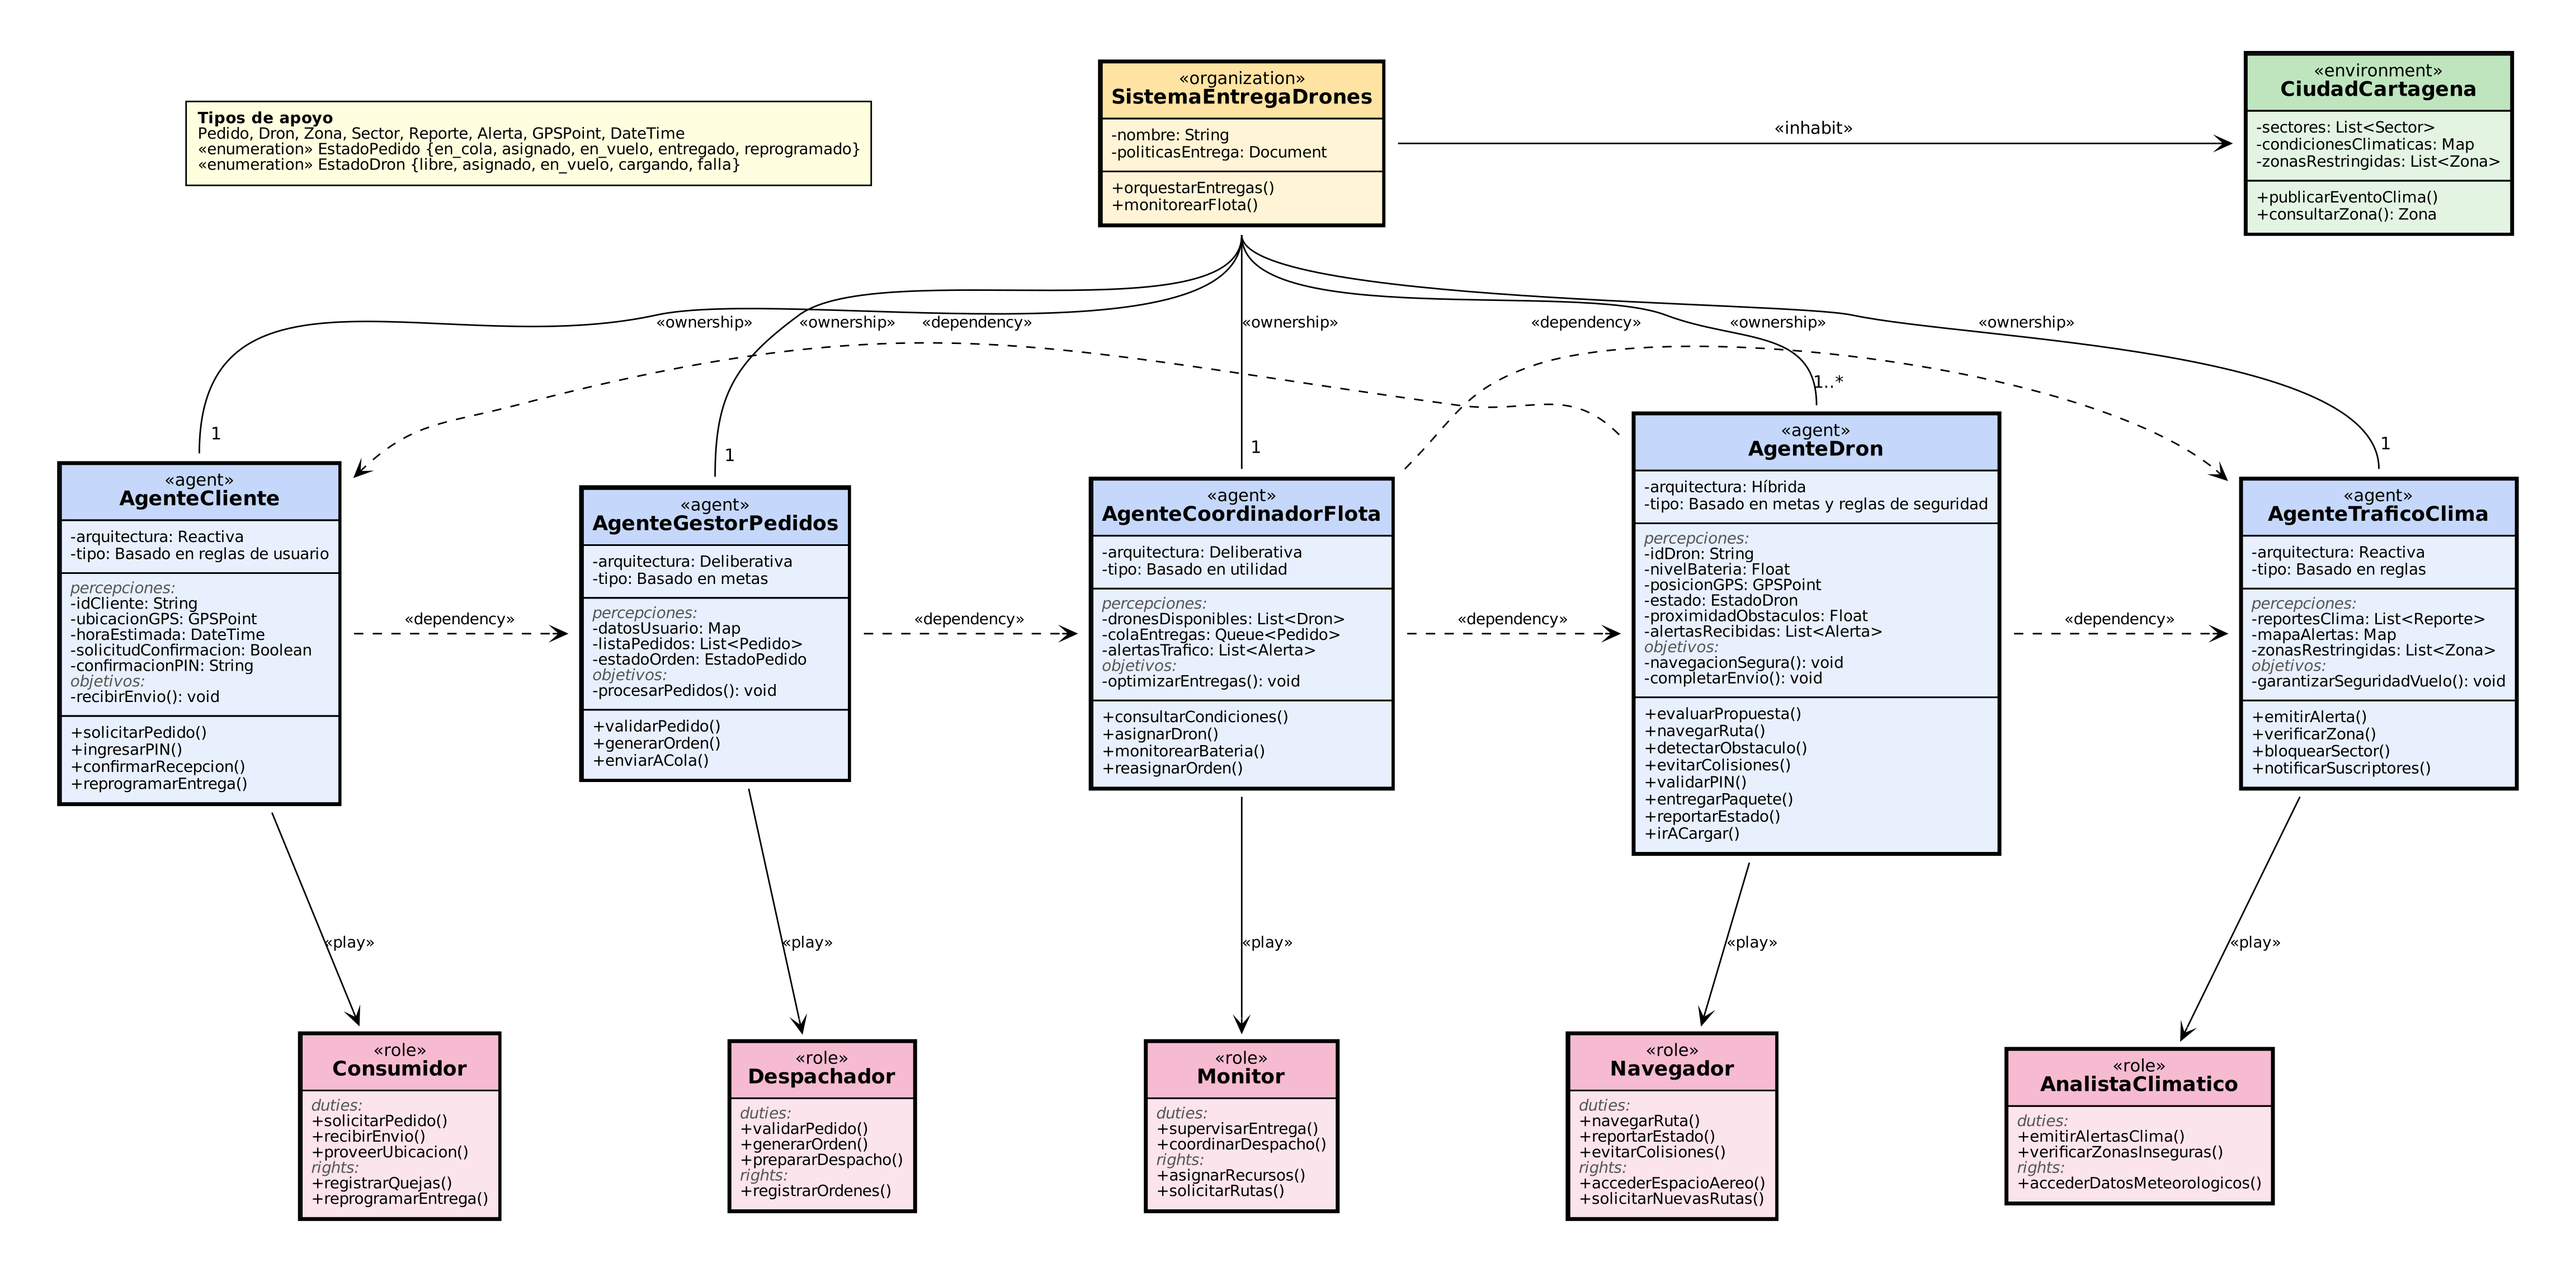 «organization»
SistemaEntregaDrones
-nombre: String
-politicasEntrega: Document
+orquestarEntregas()
+monitorearFlota()
«inhabit»
«environment»
CiudadCartagena
-sectores: List<Sector>
-condicionesClimaticas: Map
-zonasRestringidas: List<Zona>
+publicarEventoClima()
+consultarZona(): Zona
Tipos de apoyo
Pedido, Dron, Zona, Sector, Reporte, Alerta, GPSPoint, DateTime
«enumeration» EstadoPedido {en_cola, asignado, en_vuelo, entregado, reprogramado}
«enumeration» EstadoDron {libre, asignado, en_vuelo, cargando, falla}
«ownership»
«ownership»
«dependency»
«ownership»
«dependency»
«ownership»
«ownership»
1
1
1
1..*
1
«agent»
AgenteCliente
-arquitectura: Reactiva
-tipo: Basado en reglas de usuario
percepciones:
-idCliente: String
-ubicacionGPS: GPSPoint
-horaEstimada: DateTime
-solicitudConfirmacion: Boolean
-confirmacionPIN: String
objetivos:
-recibirEnvio(): void
+solicitarPedido()
+ingresarPIN()
+confirmarRecepcion()
+reprogramarEntrega()
«dependency»
«agent»
AgenteGestorPedidos
-arquitectura: Deliberativa
-tipo: Basado en metas
percepciones:
-datosUsuario: Map
-listaPedidos: List<Pedido>
-estadoOrden: EstadoPedido
objetivos:
-procesarPedidos(): void
+validarPedido()
+generarOrden()
+enviarACola()
«dependency»
«agent»
AgenteCoordinadorFlota
-arquitectura: Deliberativa
-tipo: Basado en utilidad
percepciones:
-dronesDisponibles: List<Dron>
-colaEntregas: Queue<Pedido>
-alertasTrafico: List<Alerta>
objetivos:
-optimizarEntregas(): void
+consultarCondiciones()
+asignarDron()
+monitorearBateria()
+reasignarOrden()
«dependency»
«agent»
AgenteDron
-arquitectura: Híbrida
-tipo: Basado en metas y reglas de seguridad
percepciones:
-idDron: String
-nivelBateria: Float
-posicionGPS: GPSPoint
-estado: EstadoDron
-proximidadObstaculos: Float
-alertasRecibidas: List<Alerta>
objetivos:
-navegacionSegura(): void
-completarEnvio(): void
+evaluarPropuesta()
+navegarRuta()
+detectarObstaculo()
+evitarColisiones()
+validarPIN()
+entregarPaquete()
+reportarEstado()
+irACargar()
«dependency»
«agent»
AgenteTraficoClima
-arquitectura: Reactiva
-tipo: Basado en reglas
percepciones:
-reportesClima: List<Reporte>
-mapaAlertas: Map
-zonasRestringidas: List<Zona>
objetivos:
-garantizarSeguridadVuelo(): void
+emitirAlerta()
+verificarZona()
+bloquearSector()
+notificarSuscriptores()
«play»
«play»
«play»
«play»
«play»
«role»
Consumidor
duties:
+solicitarPedido()
+recibirEnvio()
+proveerUbicacion()
rights:
+registrarQuejas()
+reprogramarEntrega()
«role»
Despachador
duties:
+validarPedido()
+generarOrden()
+prepararDespacho()
rights:
+registrarOrdenes()
«role»
Monitor
duties:
+supervisarEntrega()
+coordinarDespacho()
rights:
+asignarRecursos()
+solicitarRutas()
«role»
Navegador
duties:
+navegarRuta()
+reportarEstado()
+evitarColisiones()
rights:
+accederEspacioAereo()
+solicitarNuevasRutas()
«role»
AnalistaClimatico
duties:
+emitirAlertasClima()
+verificarZonasInseguras()
rights:
+accederDatosMeteorologicos()